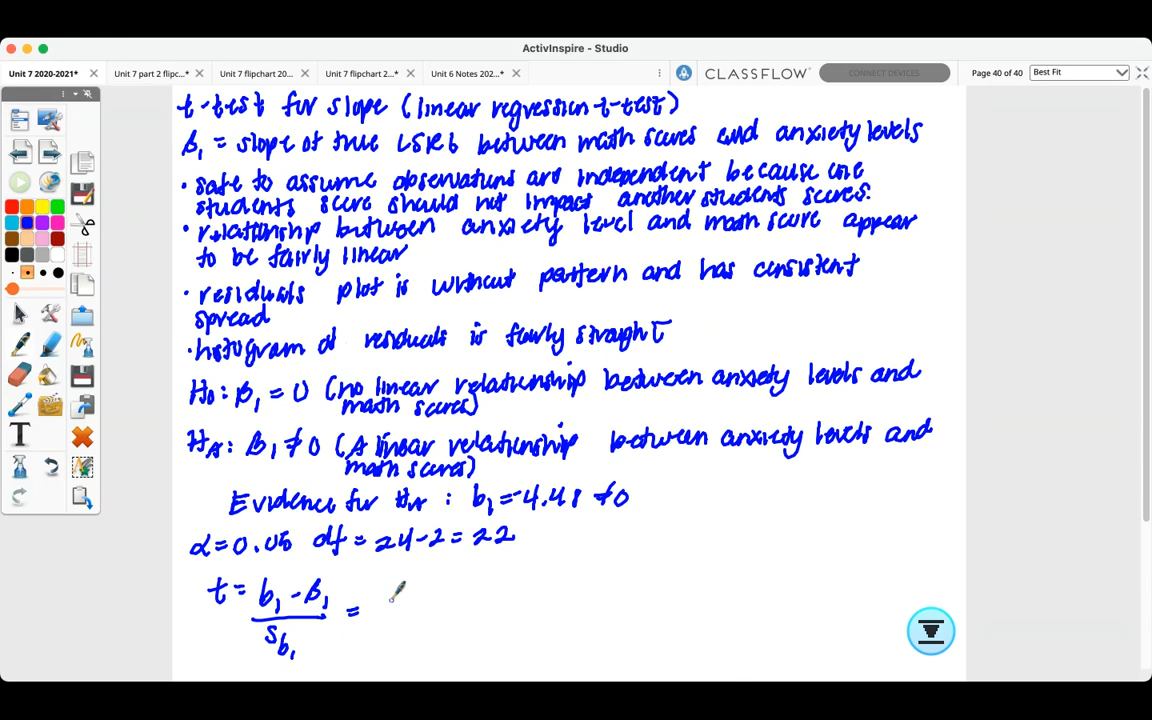 ActivInspire - Studio
Unit 7 2020-2021* Unit 7 part 2 flipc...* Unit 7 flipchart 20... Unit 7 flipchart 2...* Unit 6 Notes 202...* CLASSFLOW CONNECT DEVICES Page 40 of 40 Best Fit
t-test for slope (linear regression t-test)
β₁ = slope of true LSRL between math scores and anxiety levels
• safe to assume observations are independent because one
students score should not impact another students scores.
• relationship between anxiety level and math score appear
to be fairly linear
• residuals plot is without pattern and has consistent
spread
• histogram of residuals is fairly straight
H₀: β₁ = 0 (no linear relationship between anxiety levels and
math scores)
H_A: β₁ ≠ 0 (A linear relationship between anxiety levels and
math scores)
Evidence for H_A : b₁ = -4.48 ≠ 0
α = 0.05 df = 24-2 = 22
t = b₁ - β₁ =
s_b₁